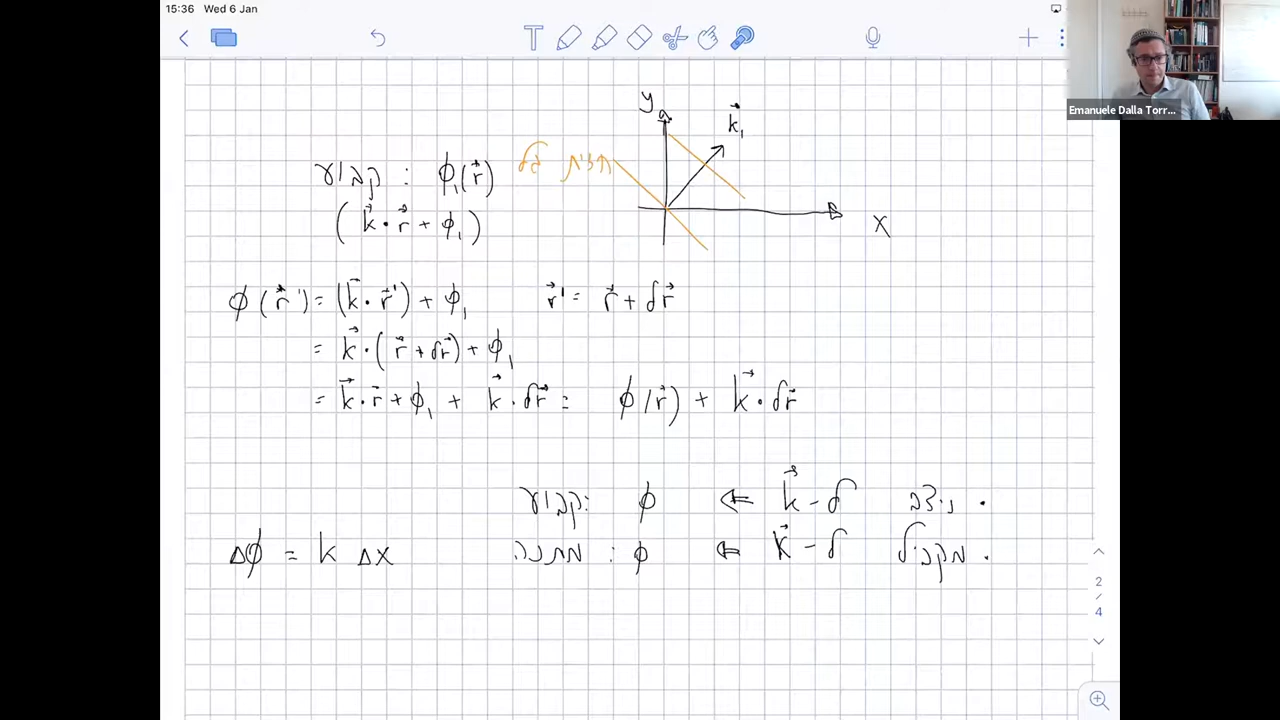 15:36 Wed 6 Jan
Emanuele Dalla Torr...
y
k⃗₁
x
חזית גל
קבוע : ϕ₁(r⃗)
(k⃗·r⃗ + ϕ₁)
ϕ(r⃗') = (k⃗·r⃗') + ϕ₁ r⃗' = r⃗ + δr⃗
= k⃗·(r⃗ + δr⃗) + ϕ₁
= k⃗·r⃗ + ϕ₁ + k⃗·δr⃗ = ϕ(r⃗) + k⃗·δr⃗
• ניצב ל-k⃗ ⇐ ϕ קבוע:
• מקביל ל-k⃗ ⇐ ϕ : משתנה
Δϕ = k Δx
2
/
4